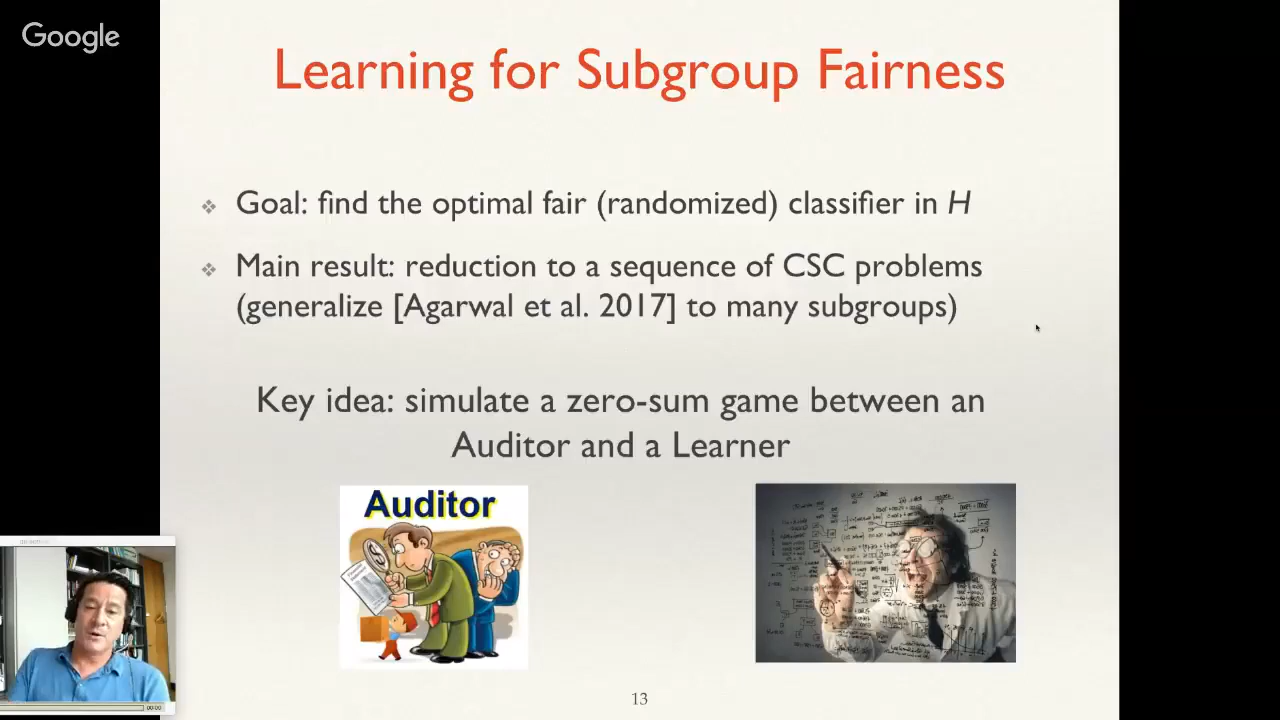 Google
Learning for Subgroup Fairness
Goal: find the optimal fair (randomized) classifier in H
Main result: reduction to a sequence of CSC problems
(generalize [Agarwal et al. 2017] to many subgroups)
Key idea: simulate a zero-sum game between an
Auditor and a Learner
Auditor
13
00:00